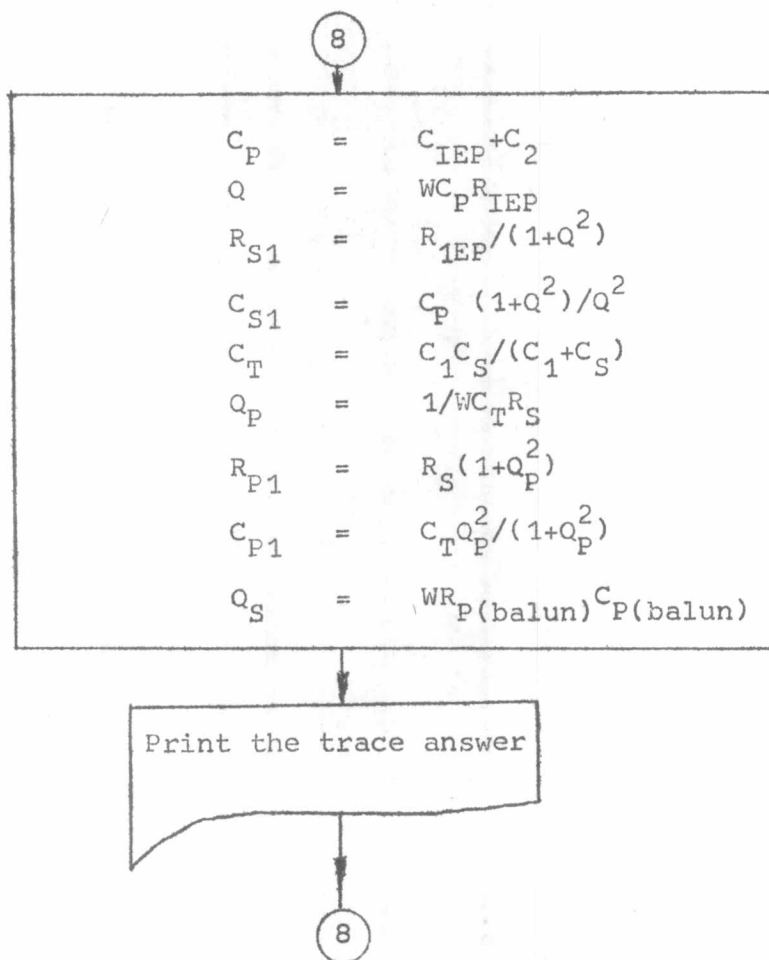 8
C_P = C_IEP+C_2
Q = WC_PR_IEP
R_S1 = R_1EP/(1+Q^2)
C_S1 = C_P (1+Q^2)/Q^2
C_T = C_1C_S/(C_1+C_S)
Q_P = 1/WC_TR_S
R_P1 = R_S(1+Q_P^2)
C_P1 = C_TQ_P^2/(1+Q_P^2)
Q_S = WR_P(balun)C_P(balun)
Print the trace answer
8